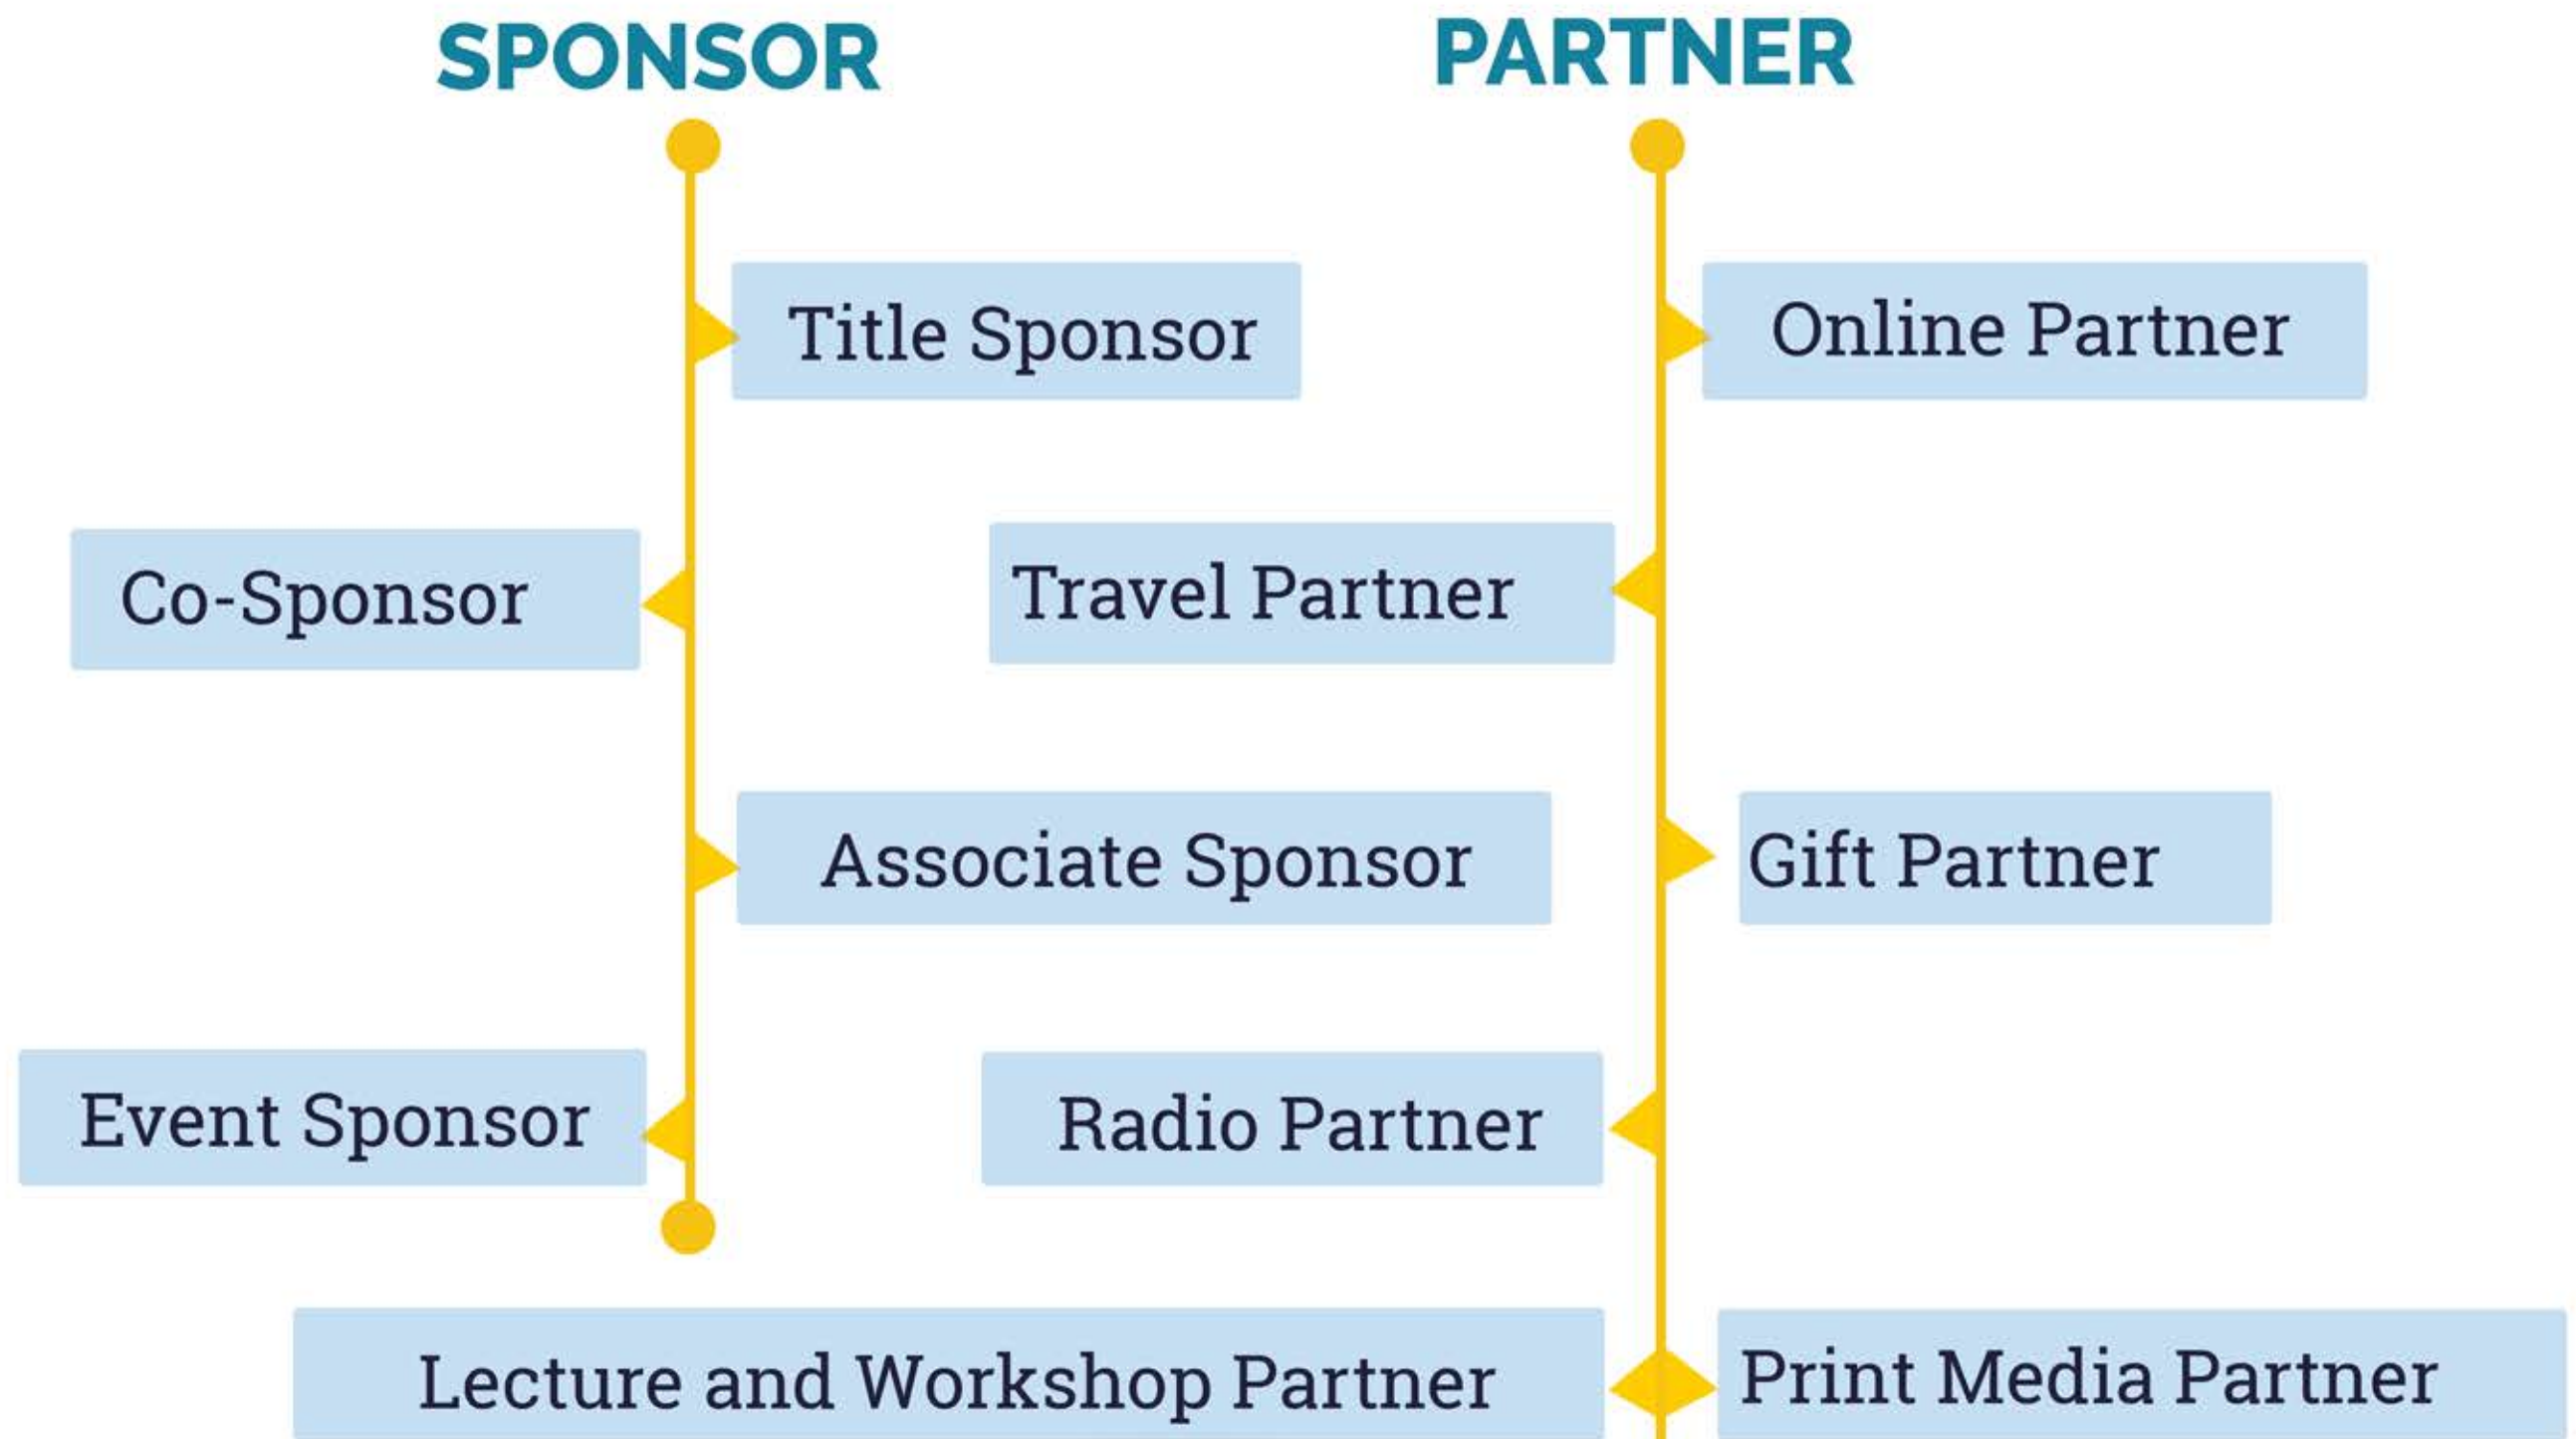 SPONSOR
Title Sponsor
Co-Sponsor
Associate Sponsor
Event Sponsor
PARTNER
Online Partner
Travel Partner
Gift Partner
Radio Partner
Lecture and Workshop Partner
Print Media Partner